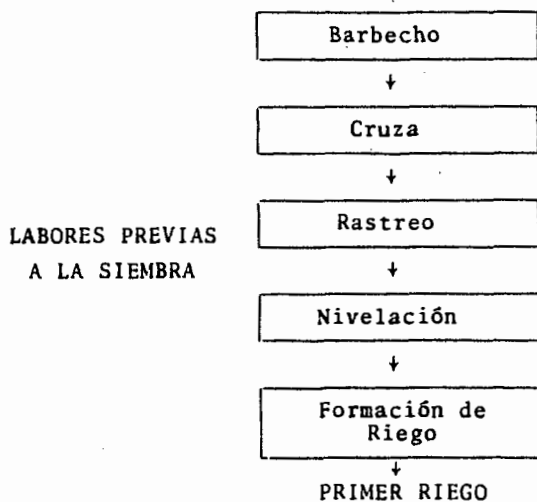 Barbecho
Cruza
Rastreo
LABORES PREVIAS
A LA SIEMBRA
Nivelación
Formación de
Riego
PRIMER RIEGO